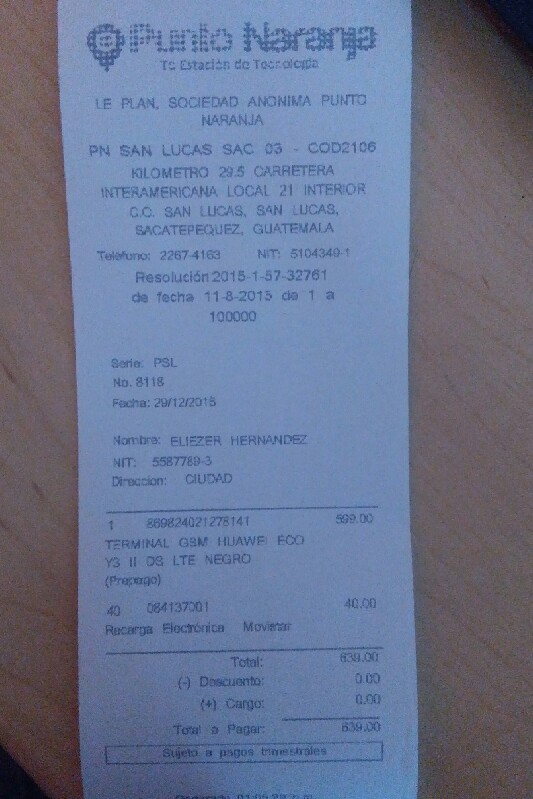 Punto Naranja
Tu Estación de Tecnología
LE PLAN, SOCIEDAD ANONIMA PUNTO
NARANJA
PN SAN LUCAS SAC 03 - COD2106
KILOMETRO 29.5 CARRETERA
INTERAMERICANA LOCAL 21 INTERIOR
C.C. SAN LUCAS, SAN LUCAS,
SACATEPEQUEZ, GUATEMALA
Teléfono: 2267-4163 NIT: 5104349-1
Resolución 2015-1-57-32761
de fecha 11-8-2015 de 1 a
100000
Serie: PSL
No. 8118
Fecha: 29/12/2016
Nombre: ELIEZER HERNANDEZ
NIT: 5587789-3
Direccion: CIUDAD
1 869824021278141 599.00
TERMINAL GSM HUAWEI ECO
Y3 II DS LTE NEGRO
(Prepago)
40 084137001 40.00
Recarga Electrónica Movistar
Total: 639.00
(-) Descuento: 0.00
(+) Cargo: 0.00
Total a Pagar: 639.00
Sujeto a pagos trimestrales